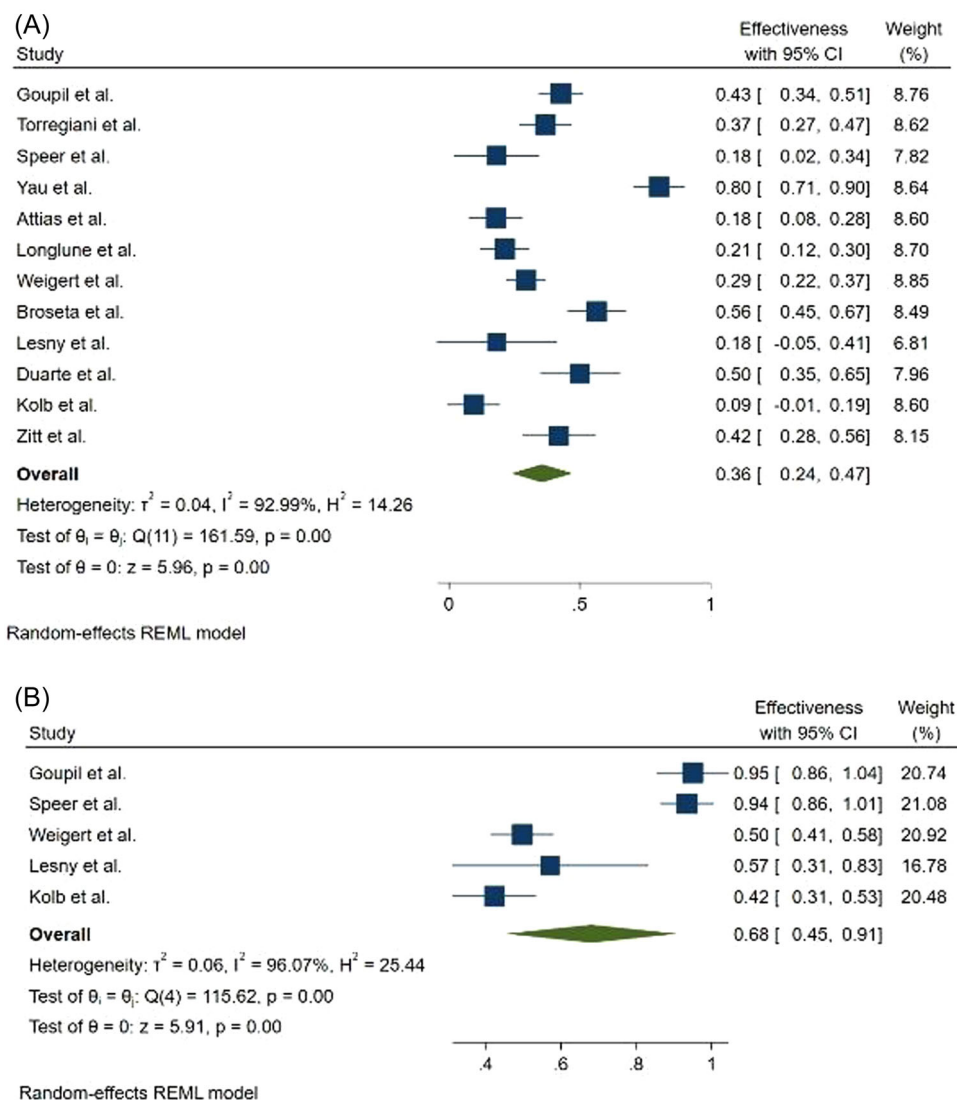 (A)
Effectiveness Weight
Study with 95% CI (%)
Goupil et al. 0.43 [ 0.34, 0.51] 8.76
Torregiani et al. 0.37 [ 0.27, 0.47] 8.62
Speer et al. 0.18 [ 0.02, 0.34] 7.82
Yau et al. 0.80 [ 0.71, 0.90] 8.64
Attias et al. 0.18 [ 0.08, 0.28] 8.60
Longlune et al. 0.21 [ 0.12, 0.30] 8.70
Weigert et al. 0.29 [ 0.22, 0.37] 8.85
Broseta et al. 0.56 [ 0.45, 0.67] 8.49
Lesny et al. 0.18 [ -0.05, 0.41] 6.81
Duarte et al. 0.50 [ 0.35, 0.65] 7.96
Kolb et al. 0.09 [ -0.01, 0.19] 8.60
Zitt et al. 0.42 [ 0.28, 0.56] 8.15
Overall 0.36 [ 0.24, 0.47]
Heterogeneity: τ² = 0.04, I² = 92.99%, H² = 14.26
Test of θᵢ = θⱼ: Q(11) = 161.59, p = 0.00
Test of θ = 0: z = 5.96, p = 0.00
0 .5 1
Random-effects REML model
(B)
Effectiveness Weight
Study with 95% CI (%)
Goupil et al. 0.95 [ 0.86, 1.04] 20.74
Speer et al. 0.94 [ 0.86, 1.01] 21.08
Weigert et al. 0.50 [ 0.41, 0.58] 20.92
Lesny et al. 0.57 [ 0.31, 0.83] 16.78
Kolb et al. 0.42 [ 0.31, 0.53] 20.48
Overall 0.68 [ 0.45, 0.91]
Heterogeneity: τ² = 0.06, I² = 96.07%, H² = 25.44
Test of θᵢ = θⱼ: Q(4) = 115.62, p = 0.00
Test of θ = 0: z = 5.91, p = 0.00
.4 .6 .8 1
Random-effects REML model